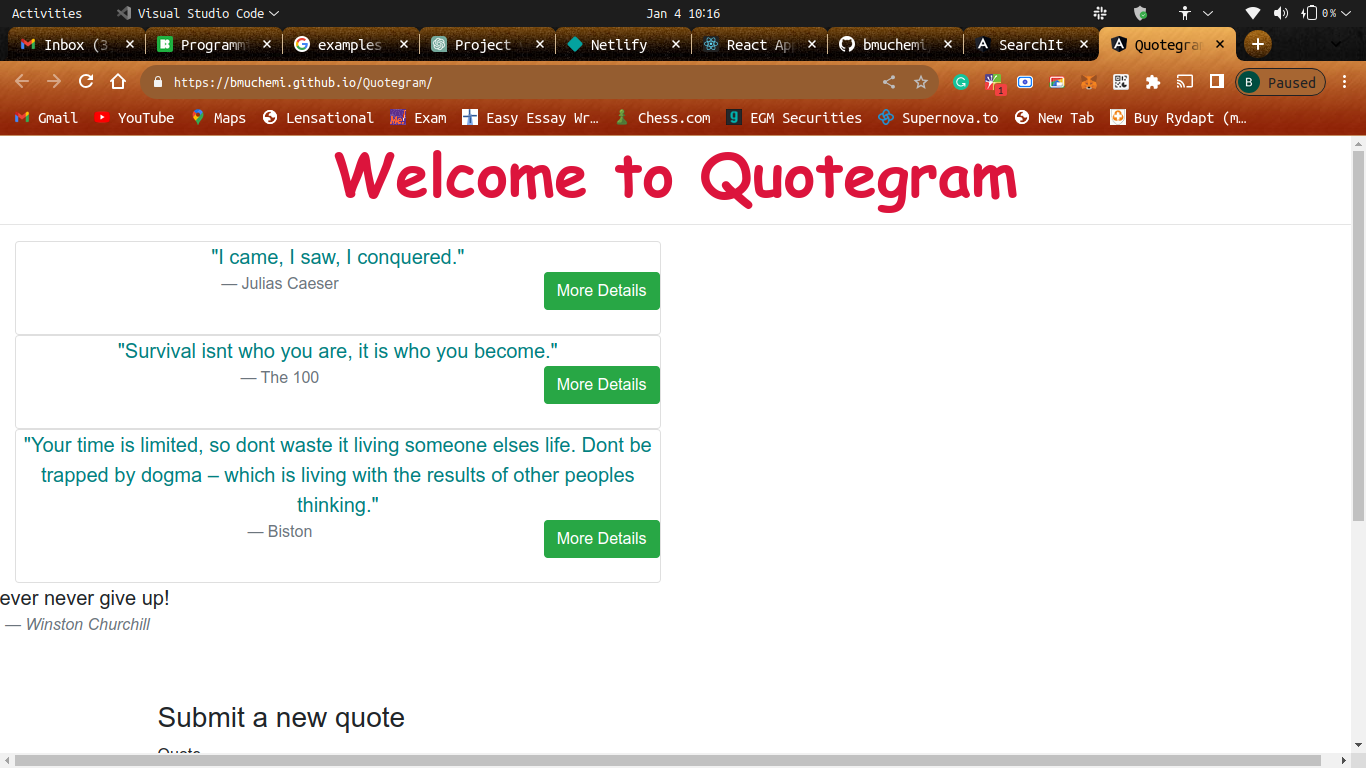 Activities Visual Studio Code Jan 4 10:16 0%
Inbox (3 Programm examples Project Netlify React App bmuchemi SearchIt Quotegra
https://bmuchemi.github.io/Quotegram/ 1 B Paused
Gmail YouTube Maps Lensational Exam Easy Essay Wr... Chess.com EGM Securities Supernova.to New Tab Buy Rydapt (m...
Welcome to Quotegram
"I came, I saw, I conquered."
— Julias Caeser
More Details
"Survival isnt who you are, it is who you become."
— The 100
More Details
"Your time is limited, so dont waste it living someone elses life. Dont be
trapped by dogma – which is living with the results of other peoples
thinking."
— Biston
More Details
ever never give up!
— Winston Churchill
Submit a new quote
Quote